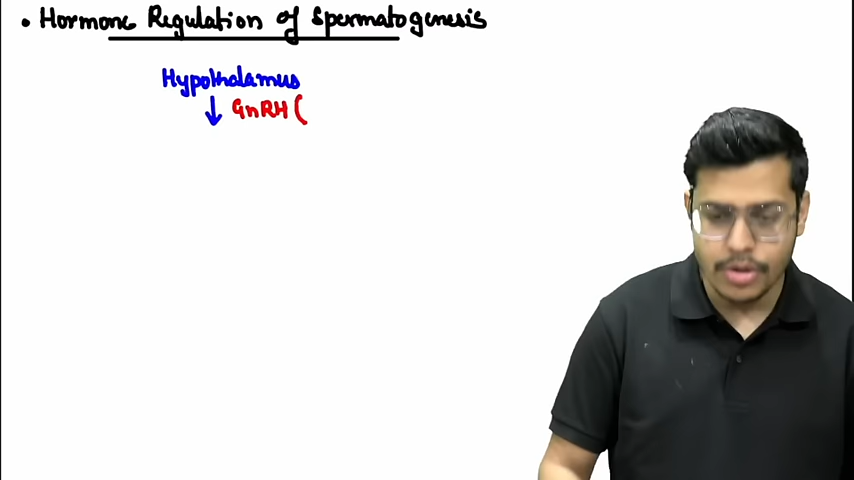 • Hormone Regulation of Spermatogenesis
Hypothalamus
↓ GnRH (